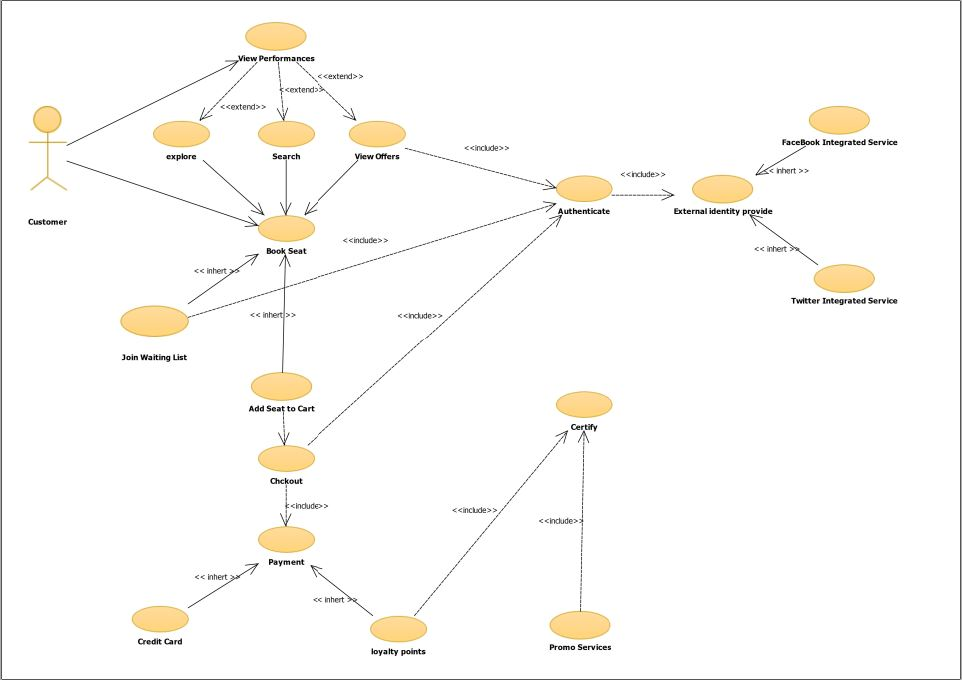 View Performances
<<extend>>
<<extend>>
<<extend>>
explore
Search
View Offers
FaceBook Integrated Service
<<include>>
<<include>>
<< inhert >>
Customer
Authenticate
External identity provide
<<include>>
Book Seat
<< inhert >>
<< inhert >>
Twitter Integrated Service
<< inhert >>
<<include>>
Join Waiting List
Add Seat to Cart
Certify
Chckout
<<include>>
<<include>>
<<include>>
Payment
<< inhert >>
<< inhert >>
Credit Card
loyalty points
Promo Services